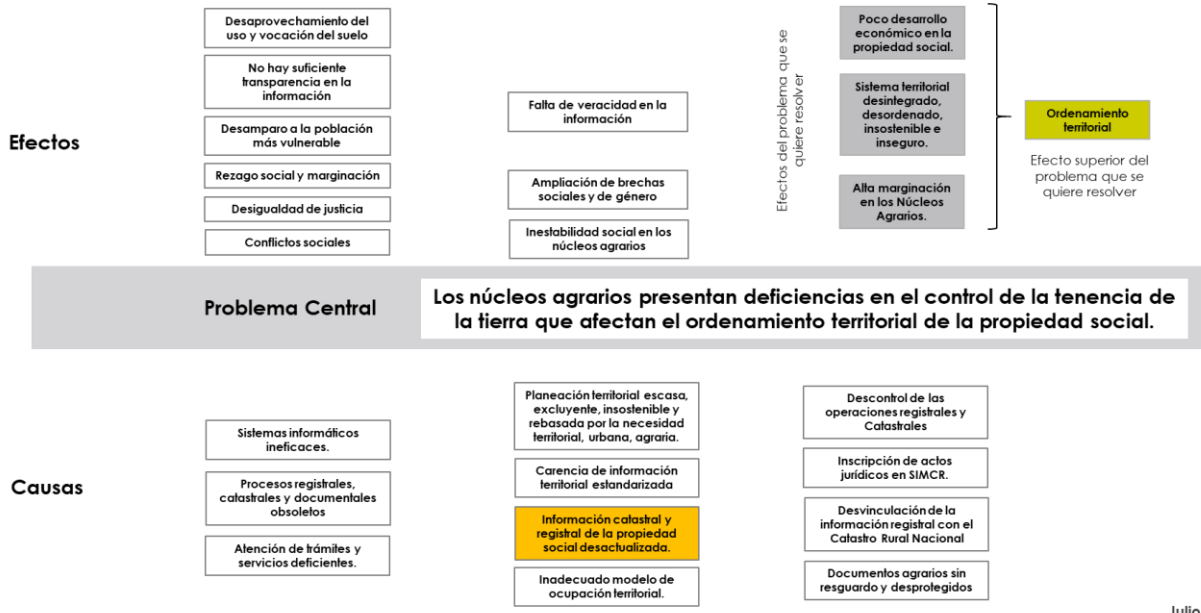 Efectos
Desaprovechamiento del
uso y vocación del suelo
No hay suficiente
transparencia en la
información
Desamparo a la población
más vulnerable
Rezago social y marginación
Desigualdad de justicia
Conflictos sociales
Falta de veracidad en la
información
Ampliación de brechas
sociales y de género
Inestabilidad social en los
núcleos agrarios
Efectos del problema que se
quiere resolver
Poco desarrollo
económico en la
propiedad social.
Sistema territorial
desintegrado,
desordenado,
insostenible e
inseguro.
Alta marginación
en los Núcleos
Agrarios.
Ordenamiento
territorial
Efecto superior del
problema que se
quiere resolver
Problema Central
Los núcleos agrarios presentan deficiencias en el control de la tenencia de
la tierra que afectan el ordenamiento territorial de la propiedad social.
Causas
Sistemas informáticos
ineficaces.
Procesos registrales,
catastrales y documentales
obsoletos
Atención de trámites y
servicios deficientes.
Planeación territorial escasa,
excluyente, insostenible y
rebasada por la necesidad
territorial, urbana, agraria.
Carencia de información
territorial estandarizada
Información catastral y
registral de la propiedad
social desactualizada.
Inadecuado modelo de
ocupación territorial.
Descontrol de las
operaciones registrales y
Catastrales
Inscripción de actos
jurídicos en SIMCR.
Desvinculación de la
información registral con el
Catastro Rural Nacional
Documentos agrarios sin
resguardo y desprotegidos
Julio